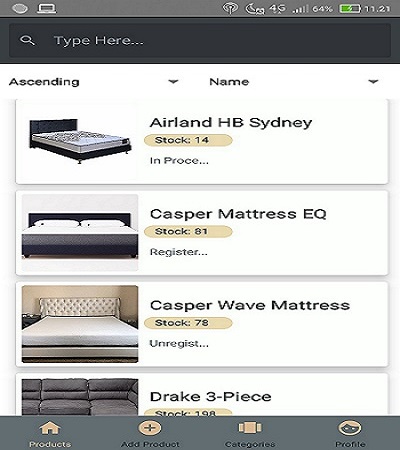 4G 64% 11.21
Type Here...
Ascending Name
Airland HB Sydney
Stock: 14
In Proce...
Casper Mattress EQ
Stock: 81
Register...
Casper Wave Mattress
Stock: 78
Unregist...
Drake 3-Piece
Stock: 198
Products Add Product Categories Profile